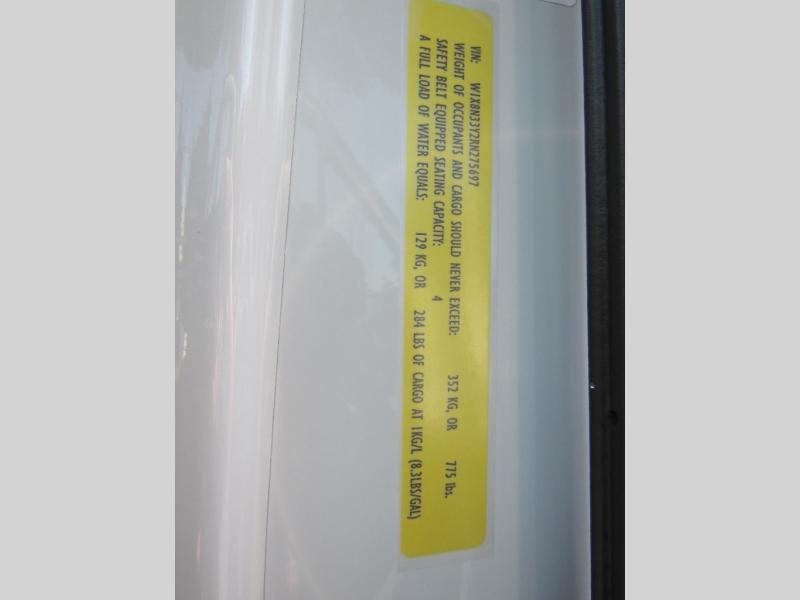 VIN: W1X8N33Y2RN275697
WEIGHT OF OCCUPANTS AND CARGO SHOULD NEVER EXCEED: 352 KG, OR 775 lbs.
SAFETY BELT EQUIPPED SEATING CAPACITY: 4
A FULL LOAD OF WATER EQUALS: 129 KG, OR 284 LBS OF CARGO AT 1KG/L (8.3LBS/GAL)